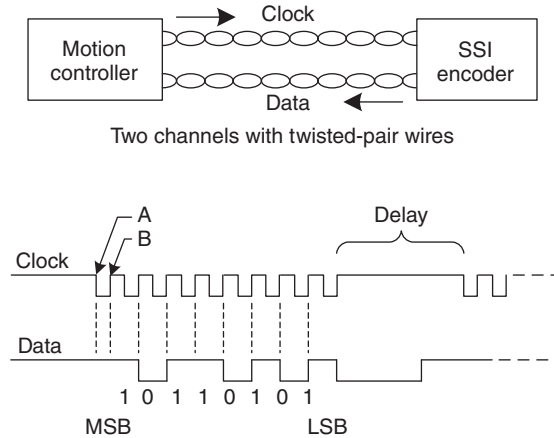 Clock
Motion
controller
SSI
encoder
Data
Two channels with twisted-pair wires
A
B
Delay
Clock
Data
1 0 1 1 0 1 0 1
MSB LSB